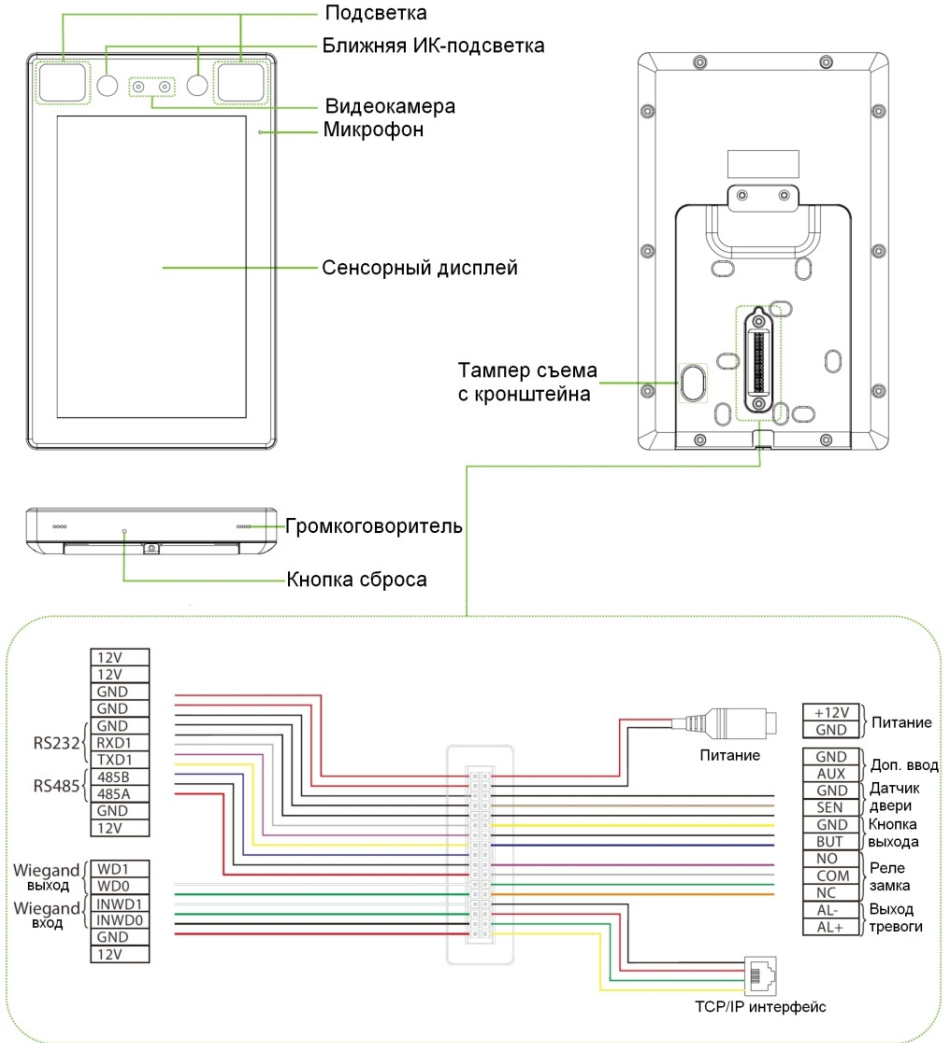 Подсветка
Ближняя ИК-подсветка
Видеокамера
Микрофон
Сенсорный дисплей
Тампер съема
с кронштейна
Громкоговоритель
Кнопка сброса
12V
12V
GND
GND
GND
RS232
RXD1
TXD1
RS485
485B
485A
GND
12V
Wiegand
выход
WD1
WD0
Wiegand
вход
INWD1
INWD0
GND
12V
Питание
+12V
GND
Питание
GND
AUX
Доп. ввод
GND
SEN
Датчик
двери
GND
BUT
Кнопка
выхода
NO
COM
NC
Реле
замка
AL-
AL+
Выход
тревоги
TCP/IP интерфейс